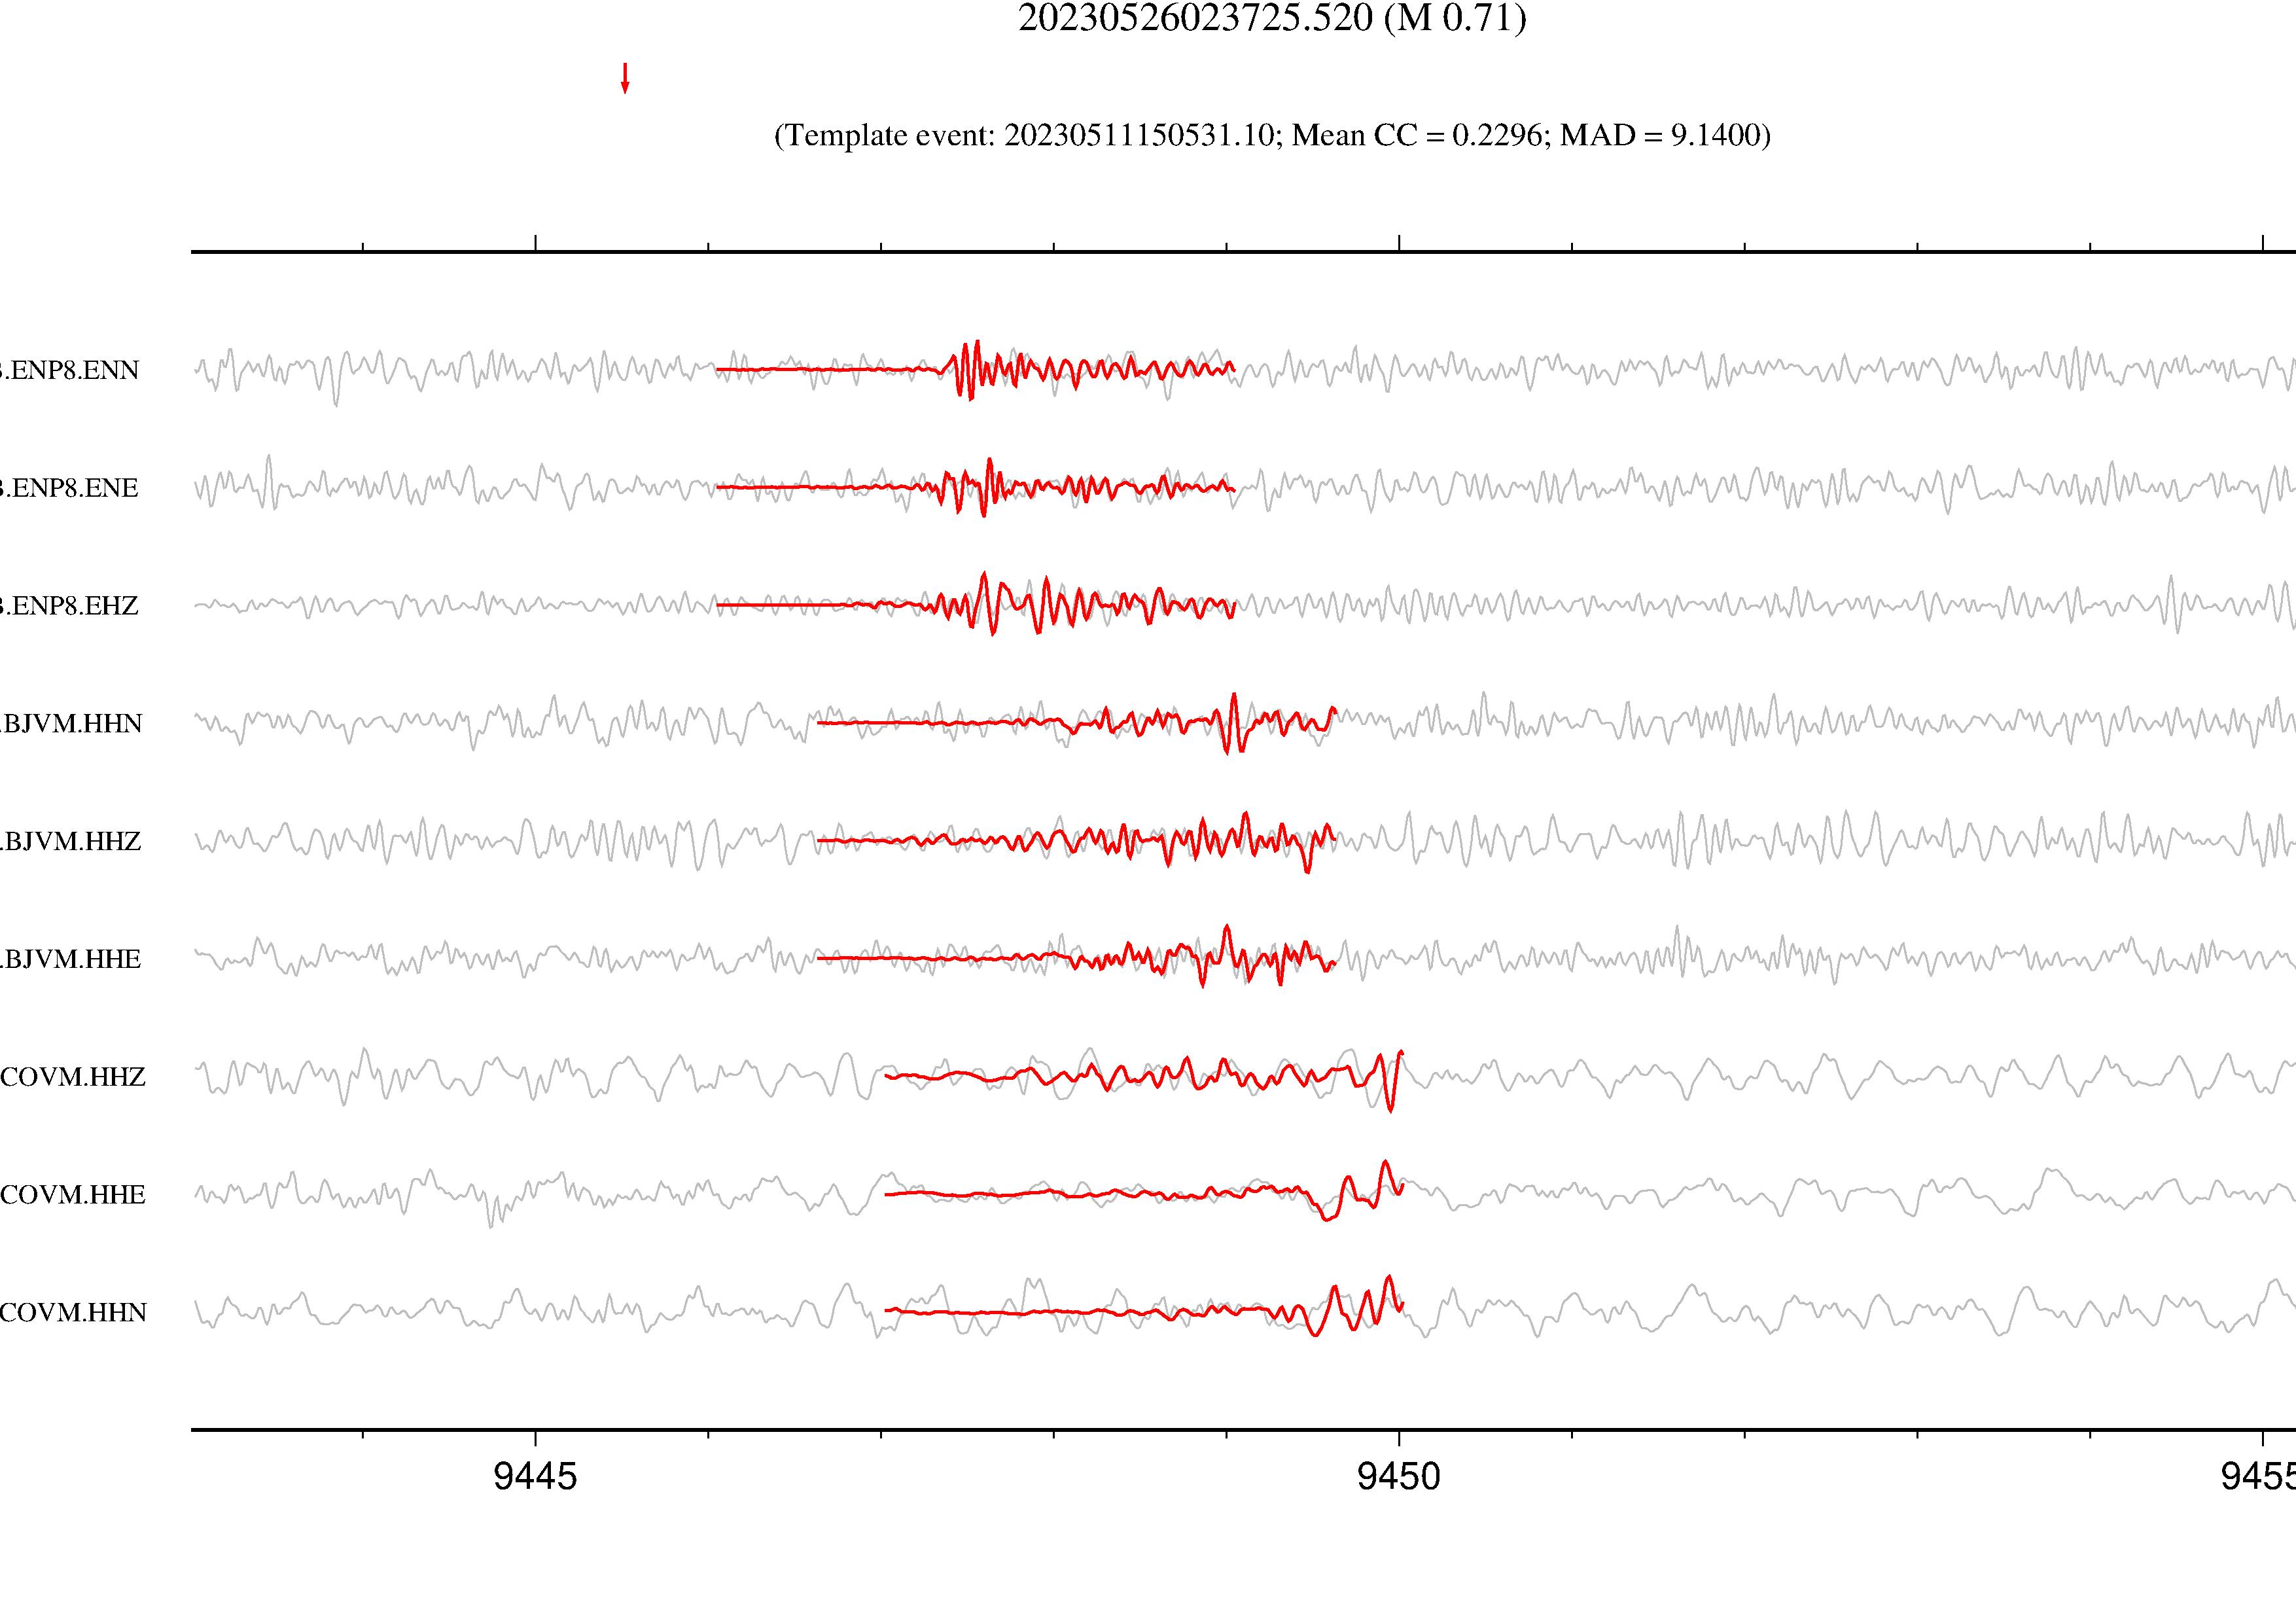 20230526023725.520 (M 0.71)
(Template event: 20230511150531.10; Mean CC = 0.2296; MAD = 9.1400)
.ENP8.ENN
.ENP8.ENE
.ENP8.EHZ
.BJVM.HHN
.BJVM.HHZ
.BJVM.HHE
COVM.HHZ
COVM.HHE
COVM.HHN
9445 9450 9455